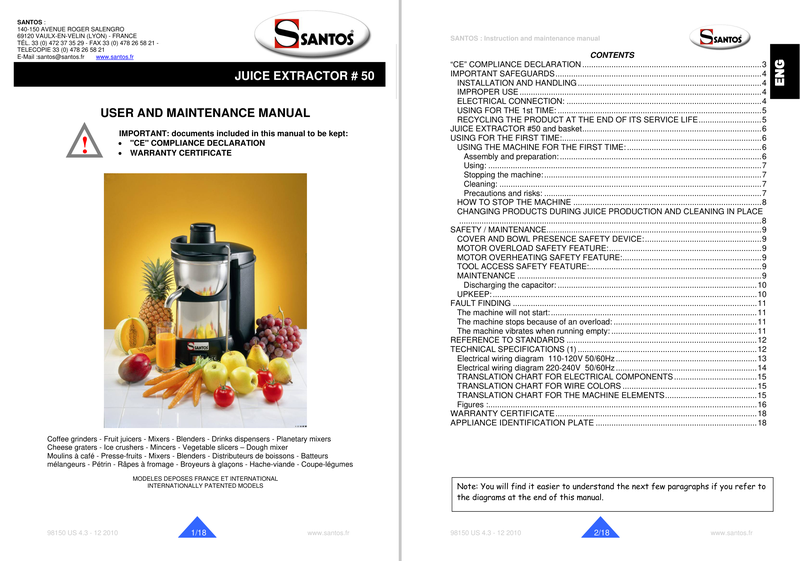 SANTOS :
140-150 AVENUE ROGER SALENGRO
69120 VAULX-EN-VELIN (LYON) - FRANCE
TÉL. 33 (0) 472 37 35 29 - FAX 33 (0) 478 26 58 21 -
TELECOPIE 33 (0) 478 26 58 21
E-Mail :santos@santos.fr www.santos.fr
SANTOS
JUICE EXTRACTOR # 50
USER AND MAINTENANCE MANUAL
IMPORTANT: documents included in this manual to be kept:
• "CE" COMPLIANCE DECLARATION
• WARRANTY CERTIFICATE
SANTOS
Coffee grinders - Fruit juicers - Mixers - Blenders - Drinks dispensers - Planetary mixers
Cheese graters - Ice crushers - Mincers - Vegetable slicers – Dough mixer
Moulins à café - Presse-fruits - Mixers - Blenders - Distributeurs de boissons - Batteurs
mélangeurs - Pétrin - Râpes à fromage - Broyeurs à glaçons - Hache-viande - Coupe-légumes
MODELES DEPOSES FRANCE ET INTERNATIONAL
INTERNATIONALLY PATENTED MODELS
98150 US 4.3 - 12 2010 1/18 www.santos.fr
SANTOS : Instruction and maintenance manual
SANTOS
ENG
CONTENTS
“CE” COMPLIANCE DECLARATION 3
IMPORTANT SAFEGUARDS 4
INSTALLATION AND HANDLING 4
IMPROPER USE 4
ELECTRICAL CONNECTION: 4
USING FOR THE 1st TIME: 5
RECYCLING THE PRODUCT AT THE END OF ITS SERVICE LIFE 5
JUICE EXTRACTOR #50 and basket 6
USING FOR THE FIRST TIME: 6
USING THE MACHINE FOR THE FIRST TIME: 6
Assembly and preparation: 6
Using: 7
Stopping the machine: 7
Cleaning: 7
Precautions and risks: 7
HOW TO STOP THE MACHINE 8
CHANGING PRODUCTS DURING JUICE PRODUCTION AND CLEANING IN PLACE
8
SAFETY / MAINTENANCE 9
COVER AND BOWL PRESENCE SAFETY DEVICE: 9
MOTOR OVERLOAD SAFETY FEATURE: 9
MOTOR OVERHEATING SAFETY FEATURE: 9
TOOL ACCESS SAFETY FEATURE: 9
MAINTENANCE 9
Discharging the capacitor: 10
UPKEEP: 10
FAULT FINDING 11
The machine will not start: 11
The machine stops because of an overload: 11
The machine vibrates when running empty: 11
REFERENCE TO STANDARDS 12
TECHNICAL SPECIFICATIONS (1) 12
Electrical wiring diagram 110-120V 50/60Hz 13
Electrical wiring diagram 220-240V 50/60Hz 14
TRANSLATION CHART FOR ELECTRICAL COMPONENTS 15
TRANSLATION CHART FOR WIRE COLORS 15
TRANSLATION CHART FOR THE MACHINE ELEMENTS 15
Figures : 16
WARRANTY CERTIFICATE 18
APPLIANCE IDENTIFICATION PLATE 18
Note: You will find it easier to understand the next few paragraphs if you refer to
the diagrams at the end of this manual.
98150 US 4.3 - 12 2010 2/18 www.santos.fr